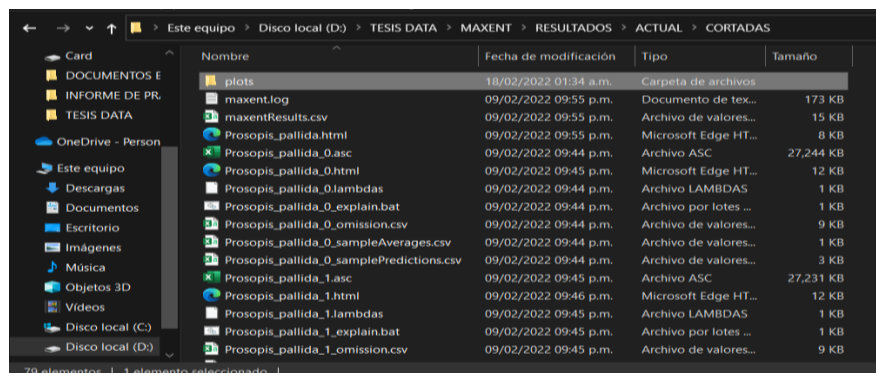 Este equipo > Disco local (D:) > TESIS DATA > MAXENT > RESULTADOS > ACTUAL > CORTADAS
Card
DOCUMENTOS E
INFORME DE PR.
TESIS DATA
OneDrive - Person
Este equipo
Descargas
Documentos
Escritorio
Imágenes
Música
Objetos 3D
Vídeos
Disco local (C:)
Disco local (D:)
Nombre Fecha de modificación Tipo Tamaño
plots 18/02/2022 01:34 a.m. Carpeta de archivos
maxent.log 09/02/2022 09:55 p.m. Documento de tex... 173 KB
maxentResults.csv 09/02/2022 09:55 p.m. Archivo de valores... 15 KB
Prosopis_pallida.html 09/02/2022 09:55 p.m. Microsoft Edge HT... 8 KB
Prosopis_pallida_0.asc 09/02/2022 09:44 p.m. Archivo ASC 27,244 KB
Prosopis_pallida_0.html 09/02/2022 09:45 p.m. Microsoft Edge HT... 12 KB
Prosopis_pallida_0.lambdas 09/02/2022 09:44 p.m. Archivo LAMBDAS 1 KB
Prosopis_pallida_0_explain.bat 09/02/2022 09:44 p.m. Archivo por lotes ... 1 KB
Prosopis_pallida_0_omission.csv 09/02/2022 09:44 p.m. Archivo de valores... 9 KB
Prosopis_pallida_0_sampleAverages.csv 09/02/2022 09:44 p.m. Archivo de valores... 1 KB
Prosopis_pallida_0_samplePredictions.csv 09/02/2022 09:44 p.m. Archivo de valores... 3 KB
Prosopis_pallida_1.asc 09/02/2022 09:45 p.m. Archivo ASC 27,231 KB
Prosopis_pallida_1.html 09/02/2022 09:46 p.m. Microsoft Edge HT... 12 KB
Prosopis_pallida_1.lambdas 09/02/2022 09:45 p.m. Archivo LAMBDAS 1 KB
Prosopis_pallida_1_explain.bat 09/02/2022 09:45 p.m. Archivo por lotes ... 1 KB
Prosopis_pallida_1_omission.csv 09/02/2022 09:45 p.m. Archivo de valores... 9 KB
79 elementos 1 elemento seleccionado